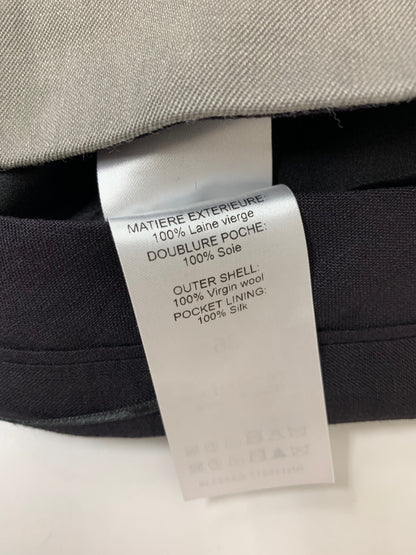 MATIERE EXTERIEURE:
100% Laine vierge
DOUBLURE POCHE:
100% Soie
OUTER SHELL:
100% Virgin wool
POCKET LINING:
100% Silk